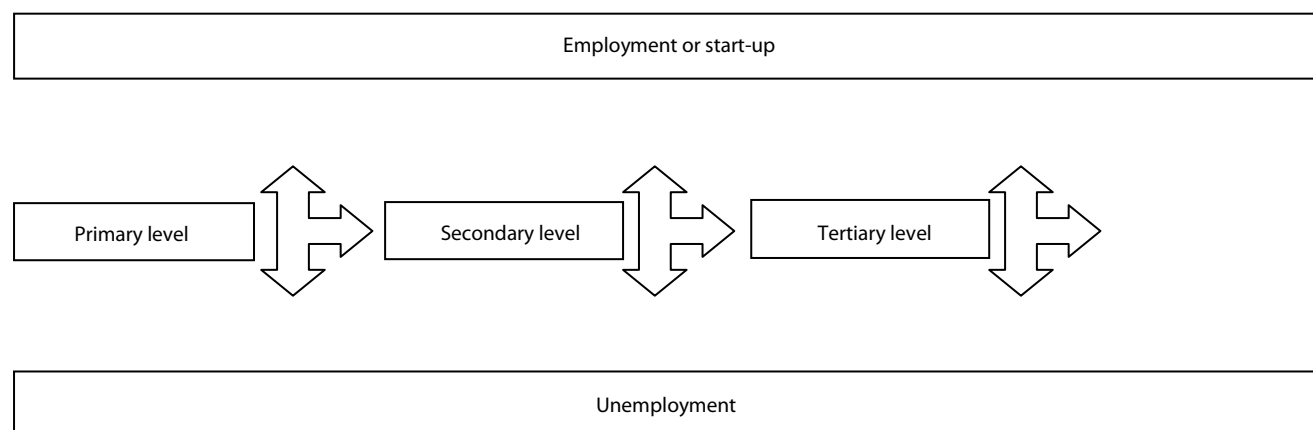 Employment or start-up
Primary level
Secondary level
Tertiary level
Unemployment